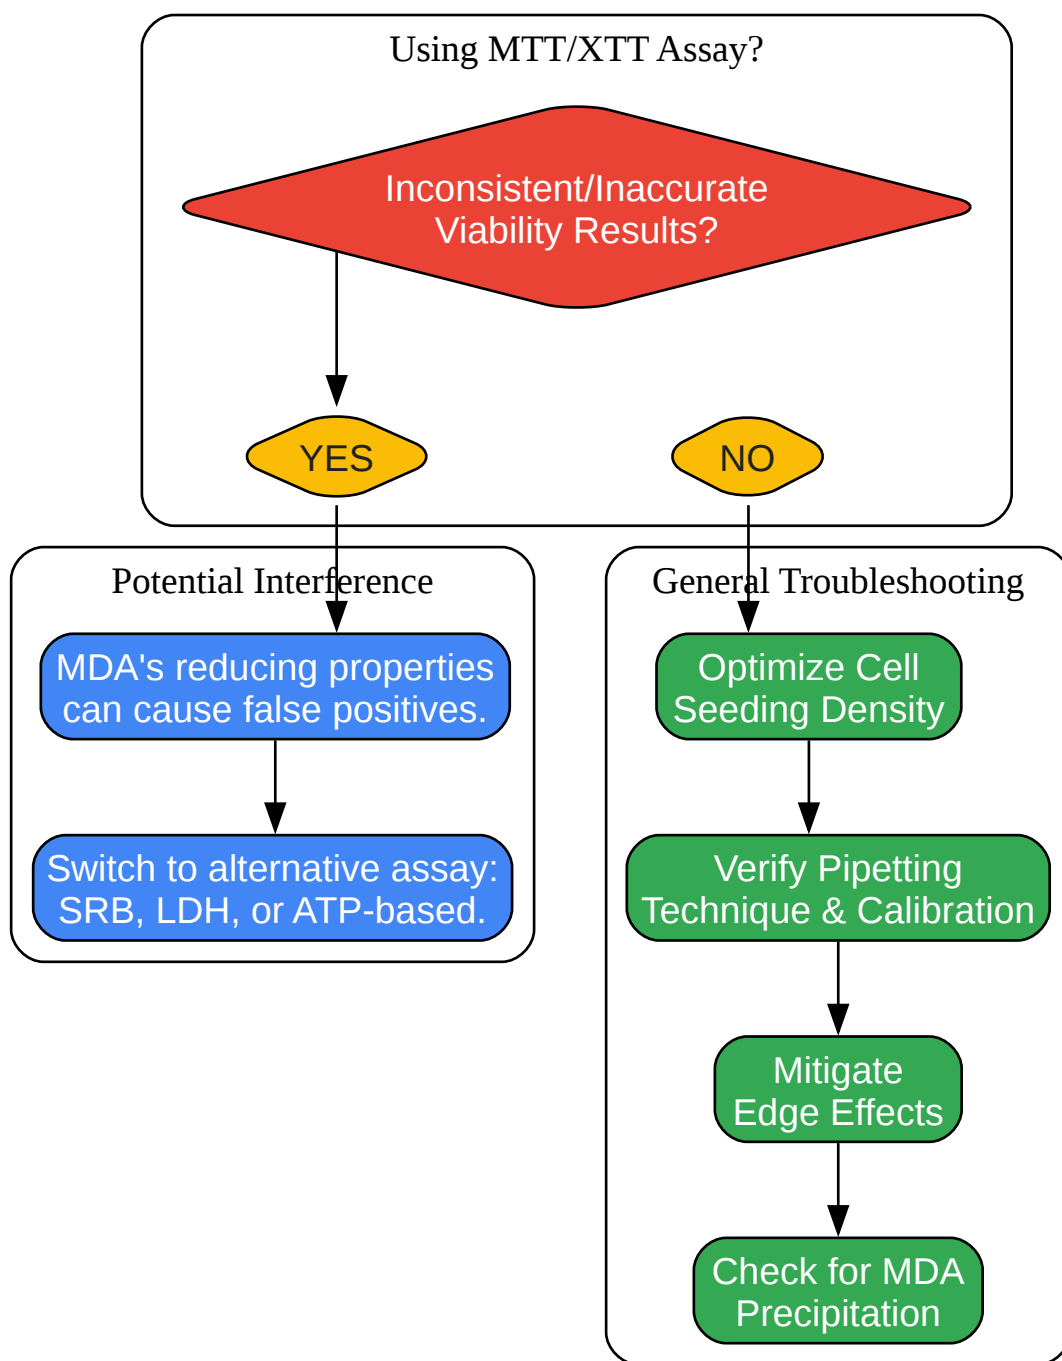 Using MTT/XTT Assay?
Inconsistent/Inaccurate
Viability Results?
YES
NO
Potential Interference
MDA's reducing properties
can cause false positives.
Switch to alternative assay:
SRB, LDH, or ATP-based.
General Troubleshooting
Optimize Cell
Seeding Density
Verify Pipetting
Technique & Calibration
Mitigate
Edge Effects
Check for MDA
Precipitation